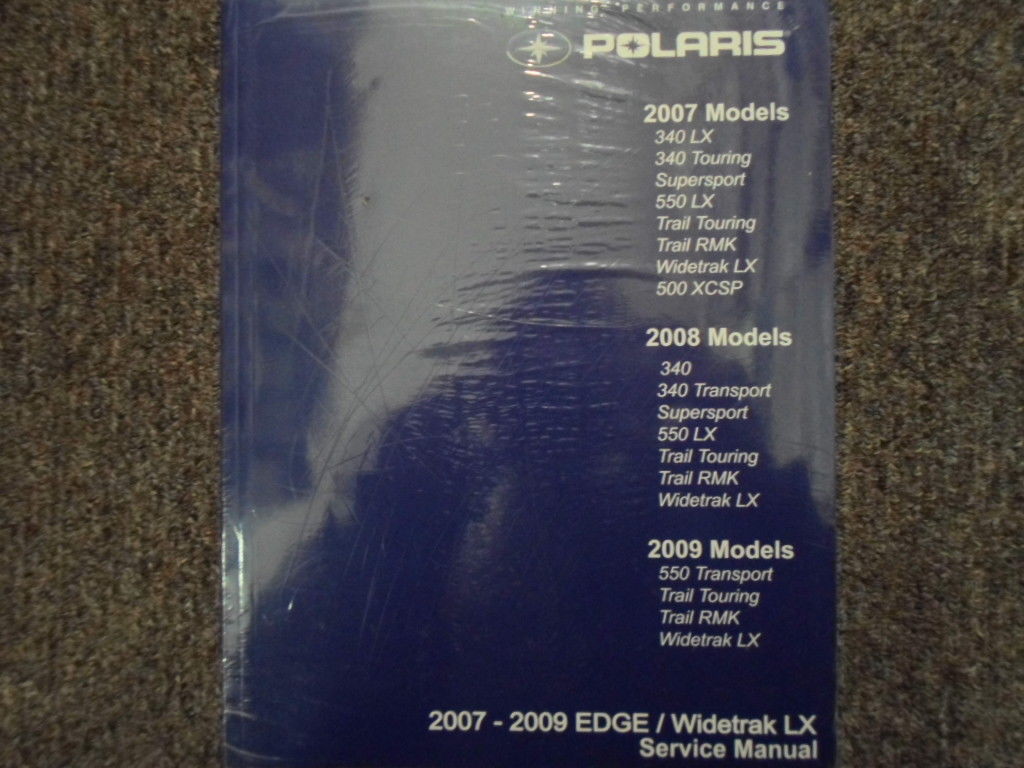 WINNING PERFORMANCE
POLARIS
2007 Models
340 LX
340 Touring
Supersport
550 LX
Trail Touring
Trail RMK
Widetrak LX
500 XCSP
2008 Models
340
340 Transport
Supersport
550 LX
Trail Touring
Trail RMK
Widetrak LX
2009 Models
550 Transport
Trail Touring
Trail RMK
Widetrak LX
2007 - 2009 EDGE / Widetrak LX
Service Manual